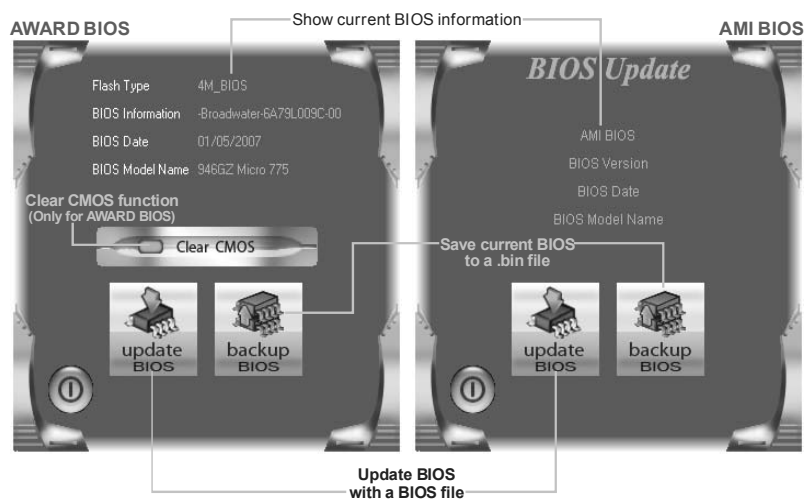 Show current BIOS information
AWARD BIOS
AMI BIOS
Flash Type 4M_BIOS
BIOS Information -Broadwater-6A79L009C-00
BIOS Date 01/05/2007
BIOS Model Name 946GZ Micro 775
Clear CMOS function
(Only for AWARD BIOS)
Clear CMOS
update
BIOS
backup
BIOS
BIOS Update
AMI BIOS
BIOS Version
BIOS Date
BIOS Model Name
Save current BIOS
to a .bin file
update
BIOS
backup
BIOS
Update BIOS
with a BIOS file